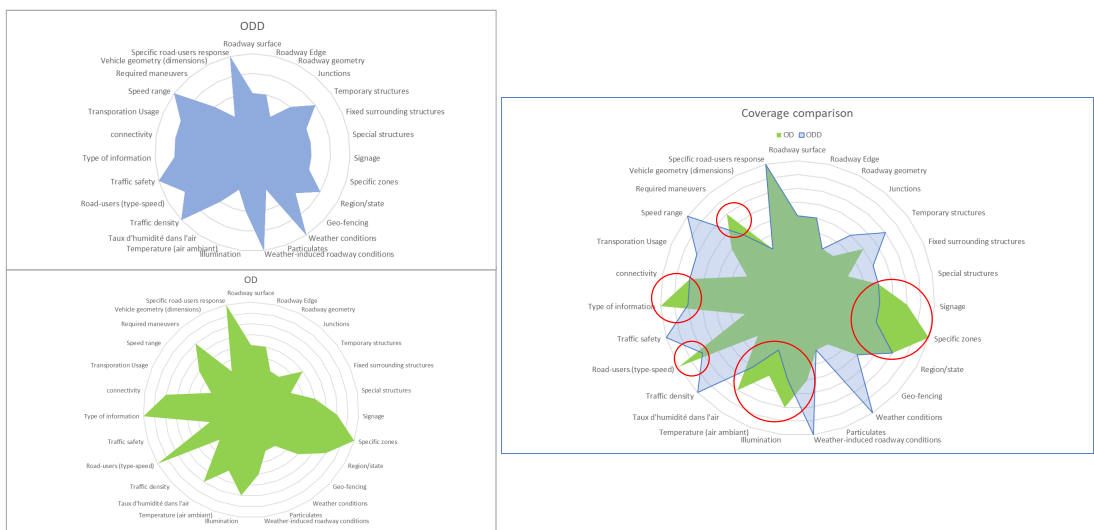 ODD
Roadway surface
Roadway Edge
Roadway geometry
Junctions
Temporary structures
Fixed surrounding structures
Special structures
Signage
Specific zones
Region/state
Geo-fencing
Weather conditions
Particulates
Weather-induced roadway conditions
Illumination
Temperature (air ambiant)
Taux d'humidité dans l'air
Traffic density
Road-users (type-speed)
Traffic safety
Type of information
connectivity
Transporation Usage
Speed range
Required maneuvers
Vehicle geometry (dimensions)
Specific road-users response
OD
Roadway surface
Roadway Edge
Roadway geometry
Junctions
Temporary structures
Fixed surrounding structures
Special structures
Signage
Specific zones
Region/state
Geo-fencing
Weather conditions
Particulates
Weather-induced roadway conditions
Illumination
Temperature (air ambiant)
Taux d'humidité dans l'air
Traffic density
Road-users (type-speed)
Traffic safety
Type of information
connectivity
Transporation Usage
Speed range
Required maneuvers
Vehicle geometry (dimensions)
Specific road-users response
Coverage comparison
OD ODD
Roadway surface
Roadway Edge
Roadway geometry
Junctions
Temporary structures
Fixed surrounding structures
Special structures
Signage
Specific zones
Region/state
Geo-fencing
Weather conditions
Particulates
Weather-induced roadway conditions
Illumination
Temperature (air ambiant)
Taux d'humidité dans l'air
Traffic density
Road-users (type-speed)
Traffic safety
Type of information
connectivity
Transporation Usage
Speed range
Required maneuvers
Vehicle geometry (dimensions)
Specific road-users response